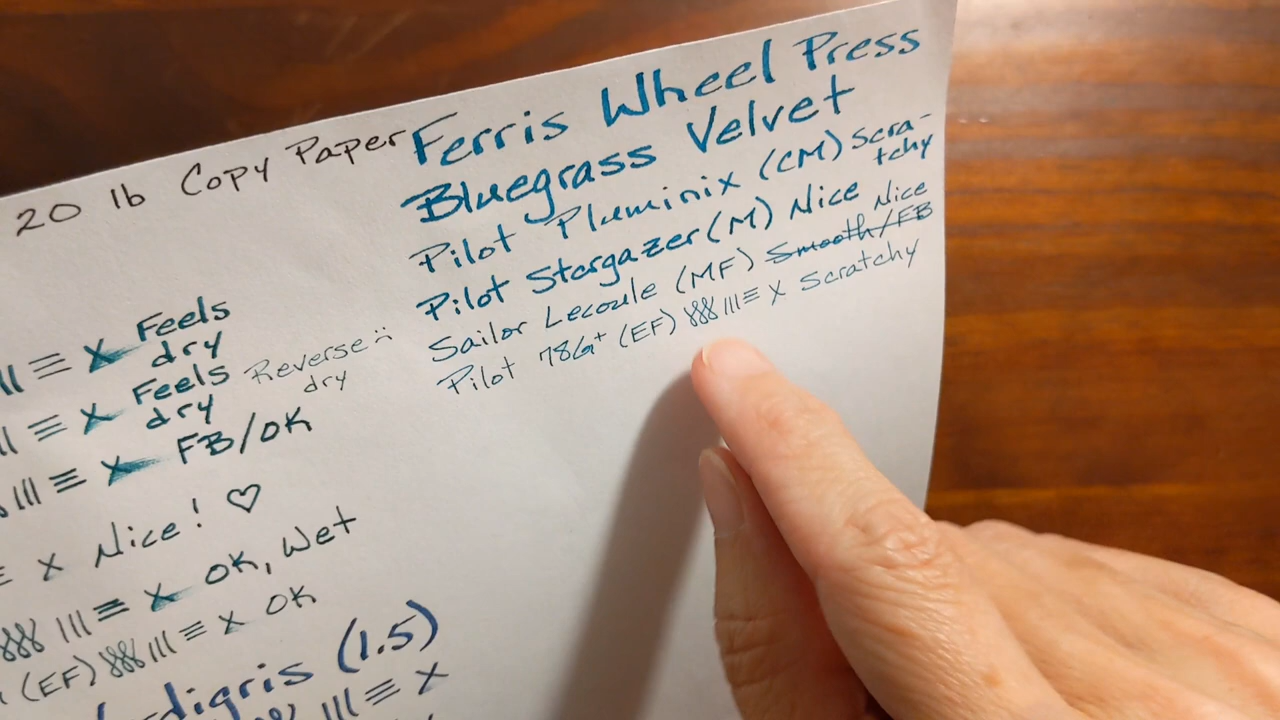 20 lb Copy Paper
Feels
dry
Feels
dry
Reverse
dry
FB/OK
X Nice! ♡
X OK, Wet
(EF) X OK
digris (1.5)
X
Ferris Wheel Press
Bluegrass Velvet
Pilot Pluminix (CM) Scra-
tchy
Pilot Stargazer (M) Nice
Sailor Lecoule (MF) Smooth/FB Nice
Pilot 78G+ (EF) X Scratchy